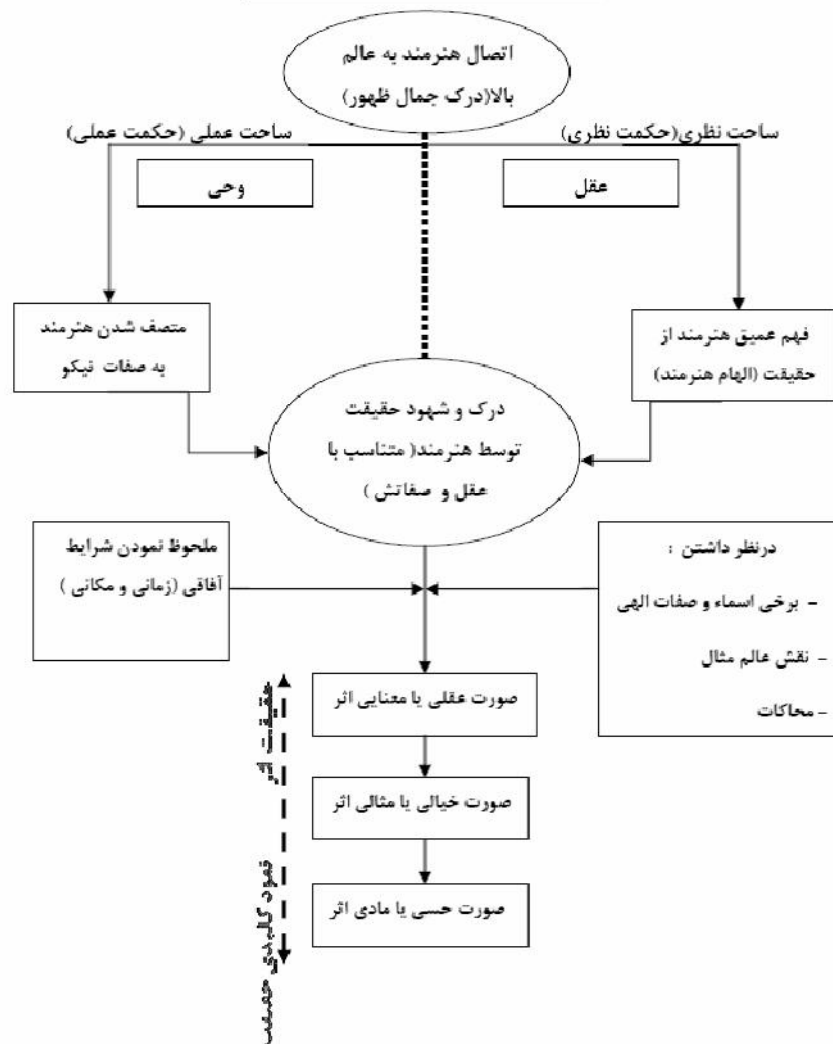 اتصال هنرمند به عالم
بالا(درک جمال ظهور)
ساحت نظری(حکمت نظری)
ساحت عملی (حکمت عملی)
عقل
وحی
فهم عمیق هنرمند از
حقیقت (الهام هنرمند)
متصف شدن هنرمند
به صفات نیکو
درک و شهود حقیقت
توسط هنرمند( متناسب با
عقل و صفاتش )
درنظر داشتن :
– برخی اسماء و صفات الهی
– نقش عالم مثال
– محاکات
ملحوظ نمودن شرایط
آفاقی (زمانی و مکانی )
صورت عقلی یا معنایی اثر
صورت خیالی یا مثالی اثر
صورت حسی یا مادی اثر
حقیقت اثر
نمود کالبدی